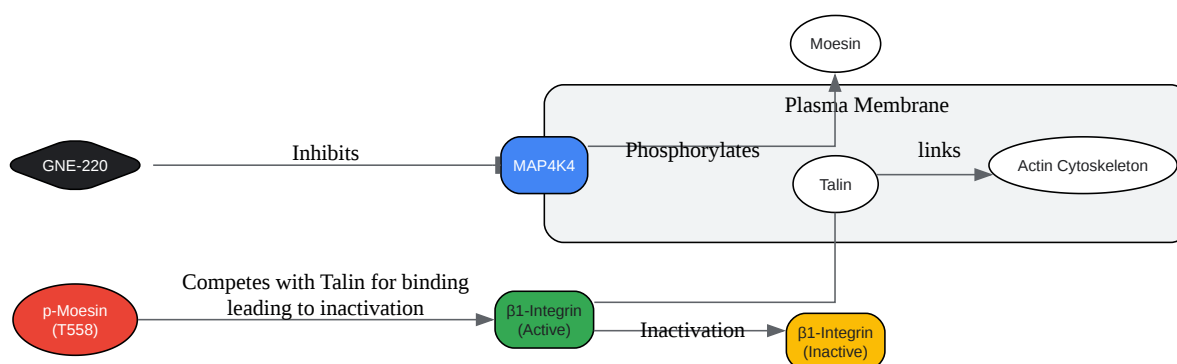 Moesin
Plasma Membrane
GNE-220
Inhibits
MAP4K4
Phosphorylates
links
Talin
Actin Cytoskeleton
p-Moesin
(T558)
Competes with Talin for binding
leading to inactivation
β1-Integrin
(Active)
Inactivation
β1-Integrin
(Inactive)